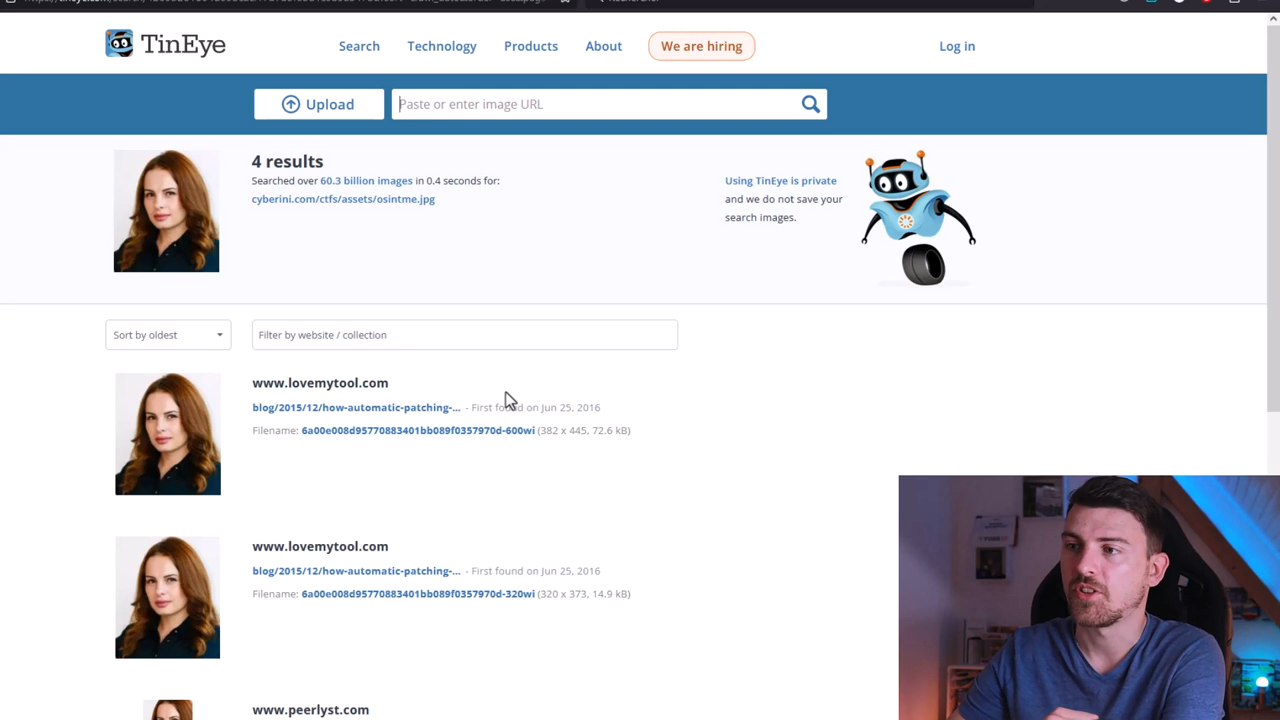 TinEye
Search
Technology
Products
About
We are hiring
Log in
Upload
Paste or enter image URL
4 results
Searched over 60.3 billion images in 0.4 seconds for:
cyberini.com/ctfs/assets/osintme.jpg
Using TinEye is private
and we do not save your
search images.
Sort by oldest
Filter by website / collection
www.lovemytool.com
blog/2015/12/how-automatic-patching-... - First found on Jun 25, 2016
Filename: 6a00e008d95770883401bb089f0357970d-600wi (382 x 445, 72.6 kB)
www.lovemytool.com
blog/2015/12/how-automatic-patching-... - First found on Jun 25, 2016
Filename: 6a00e008d95770883401bb089f0357970d-320wi (320 x 373, 14.9 kB)
www.peerlyst.com